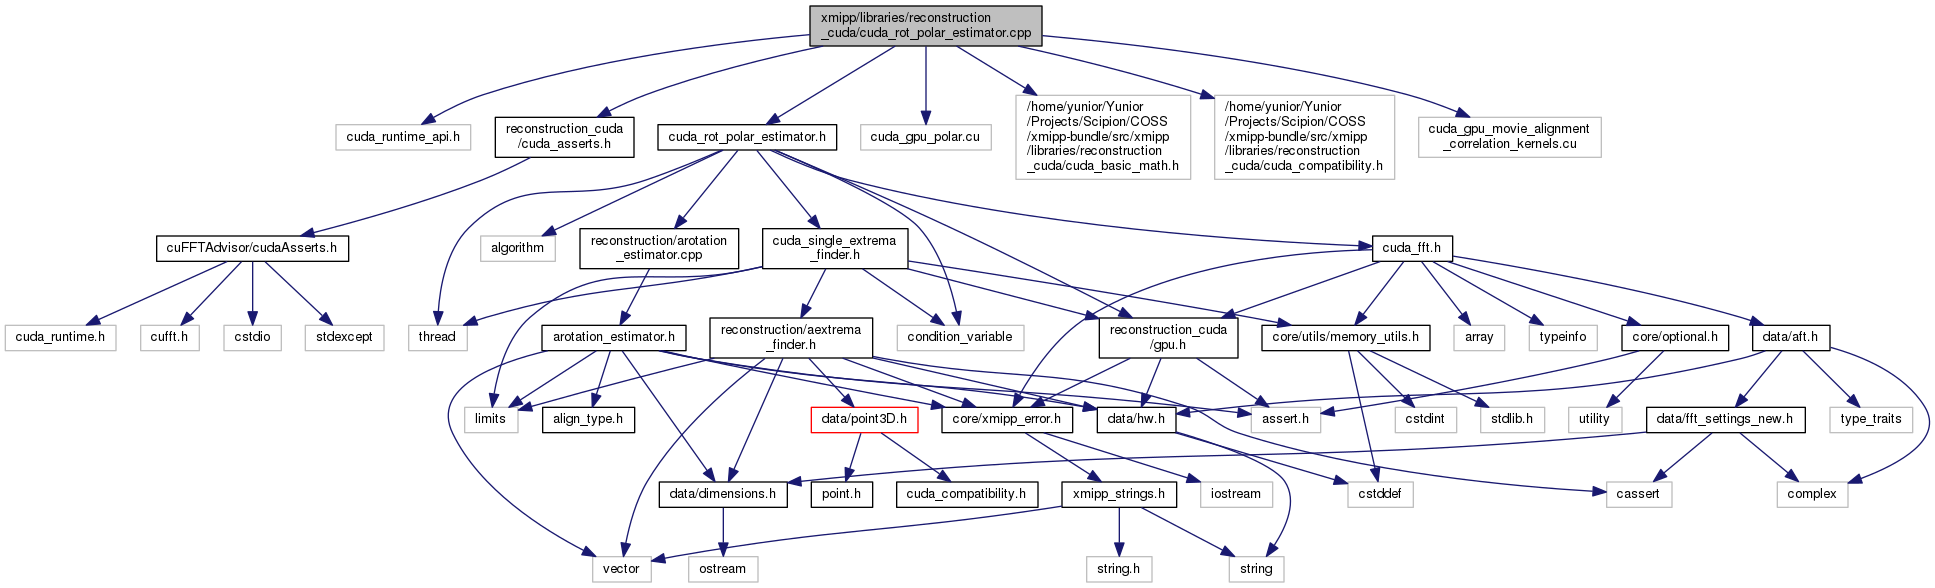 xmipp/libraries/reconstruction
_cuda/cuda_rot_polar_estimator.cpp
cuda_runtime_api.h
reconstruction_cuda
/cuda_asserts.h
cuda_rot_polar_estimator.h
cuda_gpu_polar.cu
/home/yunior/Yunior
/Projects/Scipion/COSS
/xmipp-bundle/src/xmipp
/libraries/reconstruction
_cuda/cuda_basic_math.h
/home/yunior/Yunior
/Projects/Scipion/COSS
/xmipp-bundle/src/xmipp
/libraries/reconstruction
_cuda/cuda_compatibility.h
cuda_gpu_movie_alignment
_correlation_kernels.cu
cuFFTAdvisor/cudaAsserts.h
algorithm
reconstruction/arotation
_estimator.cpp
cuda_single_extrema
_finder.h
cuda_fft.h
cuda_runtime.h
cufft.h
cstdio
stdexcept
thread
arotation_estimator.h
reconstruction/aextrema
_finder.h
condition_variable
reconstruction_cuda
/gpu.h
core/utils/memory_utils.h
array
typeinfo
core/optional.h
data/aft.h
limits
align_type.h
data/point3D.h
core/xmipp_error.h
data/hw.h
assert.h
cstdint
stdlib.h
utility
data/fft_settings_new.h
type_traits
data/dimensions.h
point.h
cuda_compatibility.h
xmipp_strings.h
iostream
cstddef
cassert
complex
vector
ostream
string.h
string